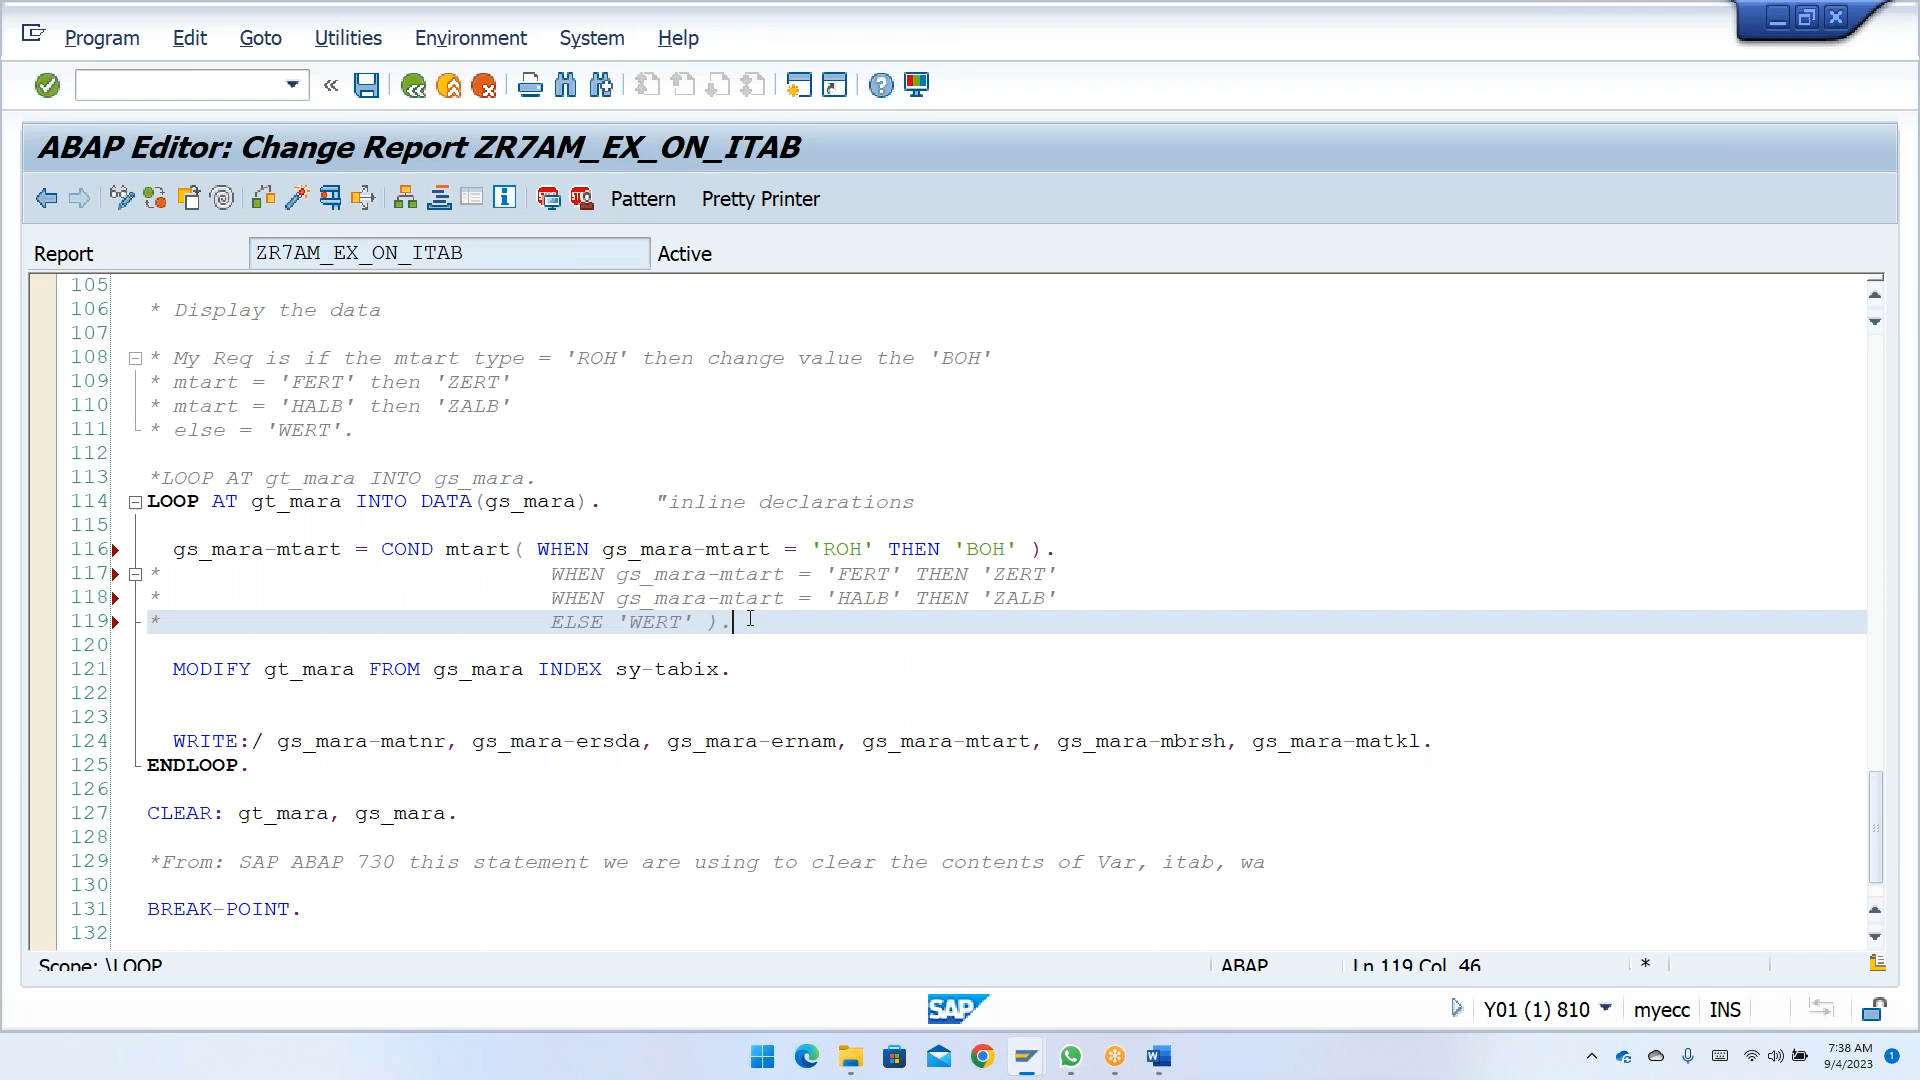 Program Edit Goto Utilities Environment System Help
ABAP Editor: Change Report ZR7AM_EX_ON_ITAB
Pattern Pretty Printer
Report ZR7AM_EX_ON_ITAB Active
105
106 * Display the data
107
108 * My Req is if the mtart type = 'ROH' then change value the 'BOH'
109 * mtart = 'FERT' then 'ZERT'
110 * mtart = 'HALB' then 'ZALB'
111 * else = 'WERT'.
112
113 *LOOP AT gt_mara INTO gs_mara.
114 LOOP AT gt_mara INTO DATA(gs_mara). "inline declarations
115
116 gs_mara-mtart = COND mtart( WHEN gs_mara-mtart = 'ROH' THEN 'BOH' ).
117 * WHEN gs_mara-mtart = 'FERT' THEN 'ZERT'
118 * WHEN gs_mara-mtart = 'HALB' THEN 'ZALB'
119 * ELSE 'WERT' ).
120
121 MODIFY gt_mara FROM gs_mara INDEX sy-tabix.
122
123
124 WRITE:/ gs_mara-matnr, gs_mara-ersda, gs_mara-ernam, gs_mara-mtart, gs_mara-mbrsh, gs_mara-matkl.
125 ENDLOOP.
126
127 CLEAR: gt_mara, gs_mara.
128
129 *From: SAP ABAP 730 this statement we are using to clear the contents of Var, itab, wa
130
131 BREAK-POINT.
132
Scope: \LOOP ABAP Ln 119 Col 46 *
SAP Y01 (1) 810 myecc INS
7:38 AM
9/4/2023 1